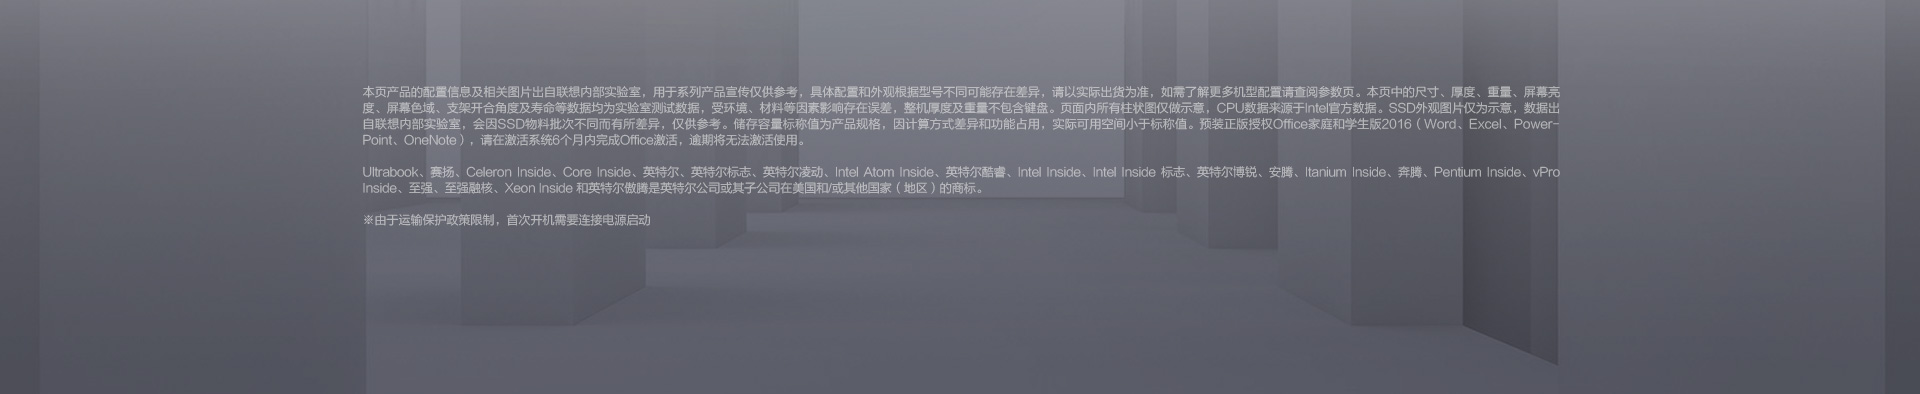 本页产品的配置信息及相关图片出自联想内部实验室，用于系列产品宣传仅供参考，具体配置和外观根据型号不同可能存在差异，请以实际出货为准，如需了解更多机型配置请查阅参数页。本页中的尺寸、厚度、重量、屏幕亮
度、屏幕色域、支架开合角度及寿命等数据均为实验室测试数据，受环境、材料等因素影响存在误差，整机厚度及重量不包含键盘。页面内所有柱状图仅做示意，CPU数据来源于Intel官方数据。SSD外观图片仅为示意，数据出
自联想内部实验室，会因SSD物料批次不同而有所差异，仅供参考。储存容量标称值为产品规格，因计算方式差异和功能占用，实际可用空间小于标称值。预装正版授权Office家庭和学生版2016（Word、Excel、Power-
Point、OneNote），请在激活系统6个月内完成Office激活，逾期将无法激活使用。
Ultrabook、赛扬、Celeron Inside、Core Inside、英特尔、英特尔标志、英特尔凌动、Intel Atom Inside、英特尔酷睿、Intel Inside、Intel Inside 标志、英特尔博锐、安腾、Itanium Inside、奔腾、Pentium Inside、vPro
Inside、至强、至强融核、Xeon Inside 和英特尔傲腾是英特尔公司或其子公司在美国和/或其他国家（地区）的商标。
※由于运输保护政策限制，首次开机需要连接电源启动